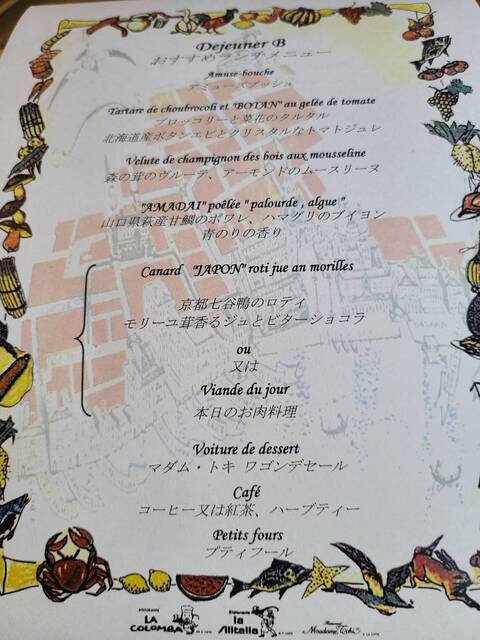 Dejeuner B
おすすめランチメニュー
Amuse-bouche
アミューズブッシュ
Tartare de choubrocoli et "BOTAN" au gelée de tomate
ブロッコリーと菜花のタルタル
北海道産ボタンエビとクリスタルなトマトジュレ
Velute de champignon des bois aux mousseline
森の茸のヴルーテ、アーモンドのムースリーヌ
"AMADAI" poêlée " palourde , algue "
山口県萩産甘鯛のポワレ、ハマグリのブイヨン
青のりの香り
Canard "JAPON" roti jue an morilles
京都七谷鴨のロティ
モリーユ茸香るジュとビターショコラ
ou
又は
Viande du jour
本日のお肉料理
Voiture de dessert
マダム・トキ ワゴンデセール
Café
コーヒー又は紅茶、ハーブティー
Petits fours
プティフール
RISTORANTE
LA COLOMBA
Ristorante
la Alitalia
Madame Toki